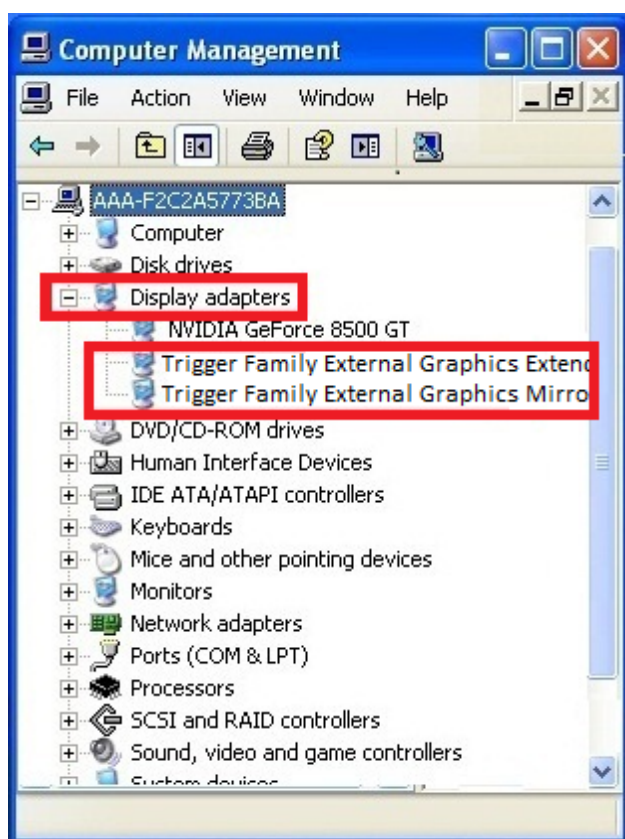 Computer Management
File Action View Window Help
AAA-F2C2A5773BA
Computer
Disk drives
Display adapters
NVIDIA GeForce 8500 GT
Trigger Family External Graphics Extend
Trigger Family External Graphics Mirro
DVD/CD-ROM drives
Human Interface Devices
IDE ATA/ATAPI controllers
Keyboards
Mice and other pointing devices
Monitors
Network adapters
Ports (COM & LPT)
Processors
SCSI and RAID controllers
Sound, video and game controllers
System devices